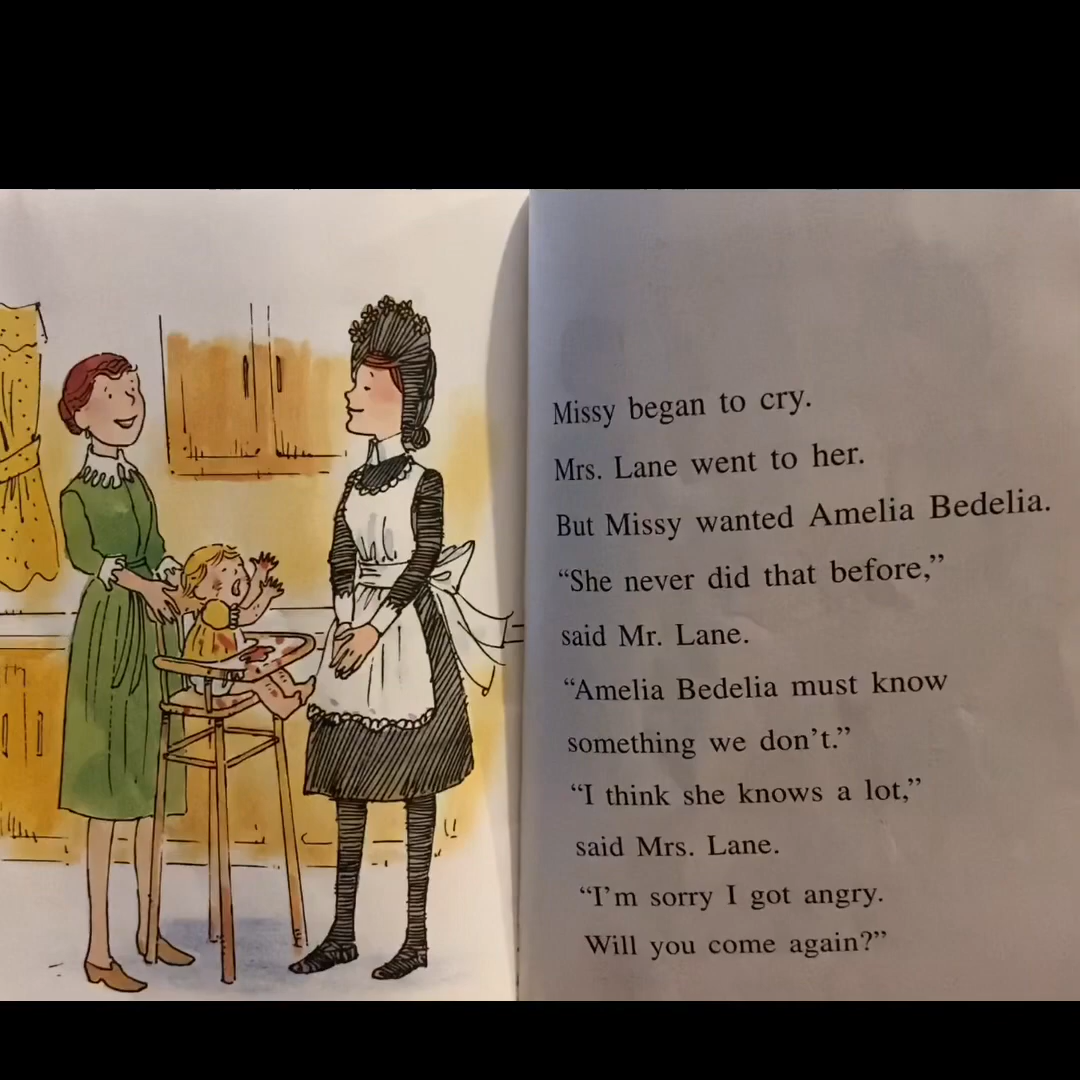 Missy began to cry.
Mrs. Lane went to her.
But Missy wanted Amelia Bedelia.
“She never did that before,”
said Mr. Lane.
“Amelia Bedelia must know
something we don’t.”
“I think she knows a lot,”
said Mrs. Lane.
“I’m sorry I got angry.
Will you come again?”